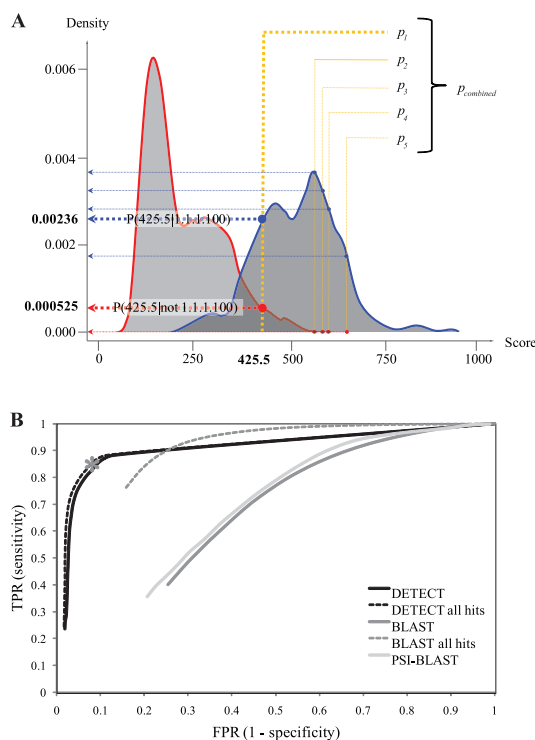 A
Density
0.006
0.004
0.00236
0.002
0.000525
0.000
P(425.5|1.1.1.100)
P(425.5|not 1.1.1.100)
p1
p2
p3
p4
p5
pcombined
0
250
425.5
500
750
1000
Score
B
TPR (sensitivity)
1
0.9
0.8
0.7
0.6
0.5
0.4
0.3
0.2
0.1
1
DETECT
DETECT all hits
BLAST
BLAST all hits
PSI-BLAST
0
0.1
0.2
0.3
0.4
0.5
0.6
0.7
0.8
0.9
1
FPR (1 - specificity)